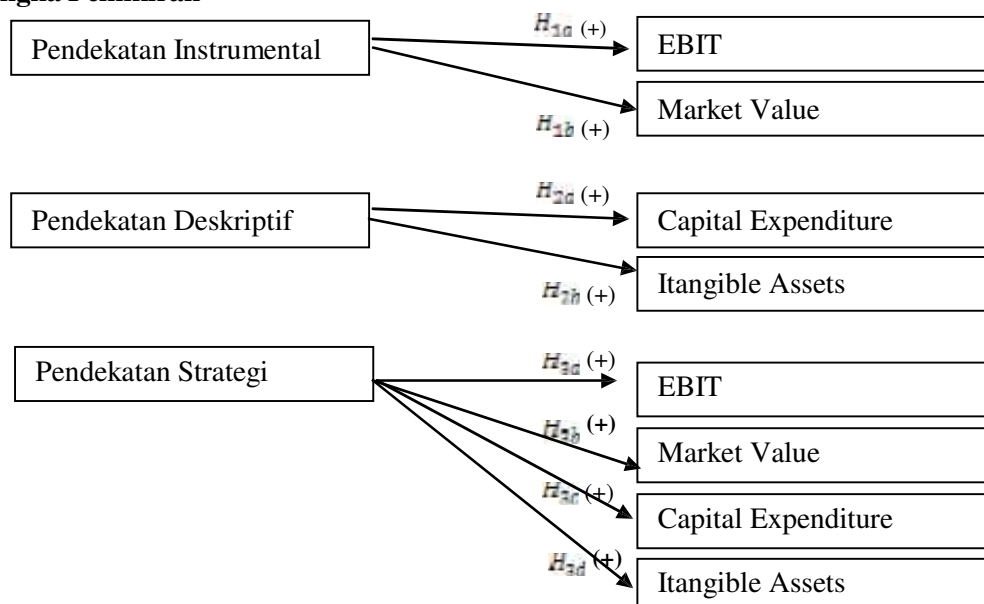 Pendekatan Instrumental
H1a (+)
EBIT
Market Value
H1b (+)
Pendekatan Deskriptif
H2a (+)
Capital Expenditure
Itangible Assets
H2b (+)
Pendekatan Strategi
H3a (+)
EBIT
H3b (+)
Market Value
H3c (+)
Capital Expenditure
H3d (+)
Itangible Assets